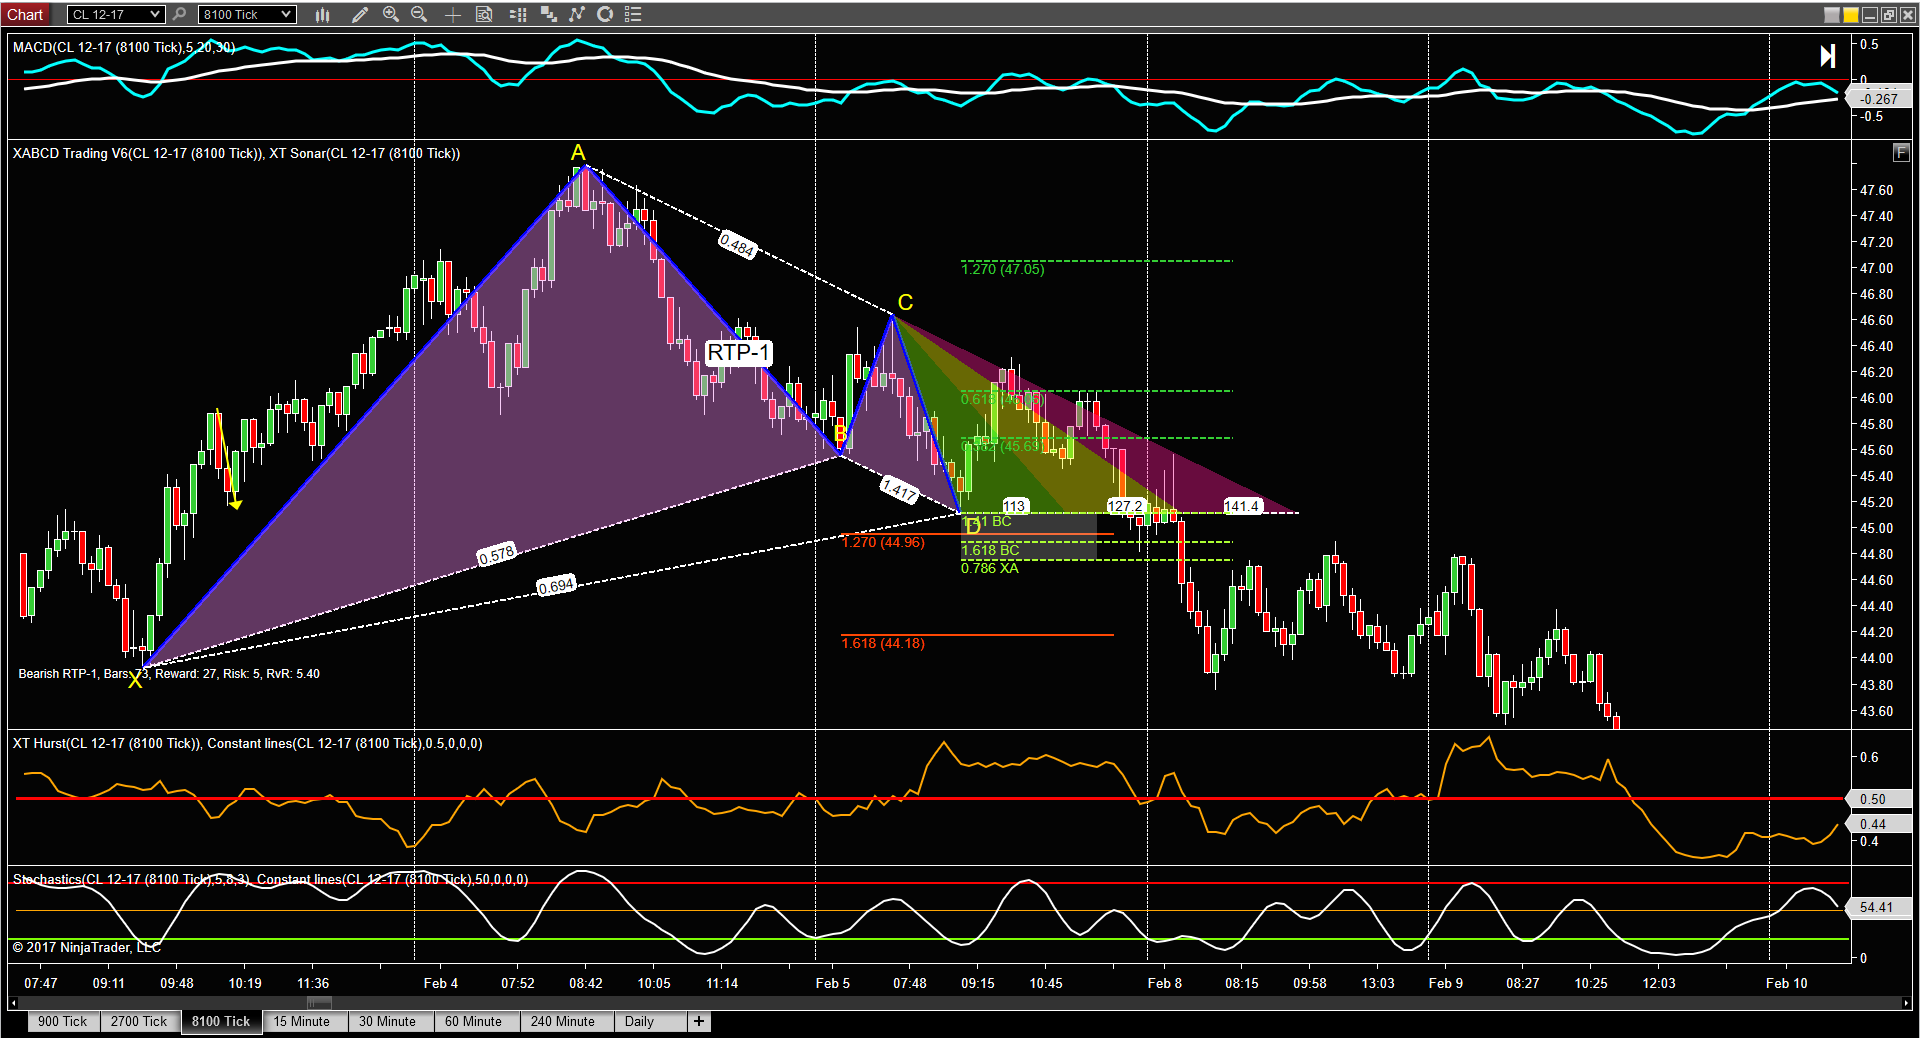 Chart CL 12-17 8100 Tick
MACD(CL 12-17 (8100 Tick),5,20,30)
0.5
0
-0.267
-0.5
XABCD Trading V6(CL 12-17 (8100 Tick)), XT Sonar(CL 12-17 (8100 Tick))
F
A
47.60
47.40
0.484
47.20
1.270 (47.05)
47.00
46.80
C
46.60
RTP-1
46.40
46.20
0.618
46.00
45.80
B
0.382 (45.69)
45.60
1.417
45.40
113 127.2 141.4
45.20
1.41 BC
D
45.00
1.270 (44.96)
1.618 BC
0.578
44.80
0.786 XA
0.694
44.60
44.40
1.618 (44.18)
44.20
44.00
Bearish RTP-1, Bars: 73, Reward: 27, Risk: 5, RvR: 5.40
X
43.80
43.60
XT Hurst(CL 12-17 (8100 Tick)), Constant lines(CL 12-17 (8100 Tick),0.5,0,0,0)
0.6
0.50
0.44
0.4
Stochastics(CL 12-17 (8100 Tick),5,8,3), Constant lines(CL 12-17 (8100 Tick),50,0,0,0)
54.41
© 2017 NinjaTrader, LLC
0
07:47 09:11 09:48 10:19 11:36 Feb 4 07:52 08:42 10:05 11:14 Feb 5 07:48 09:15 10:45 Feb 8 08:15 09:58 13:03 Feb 9 08:27 10:25 12:03 Feb 10
900 Tick 2700 Tick 8100 Tick 15 Minute 30 Minute 60 Minute 240 Minute Daily +